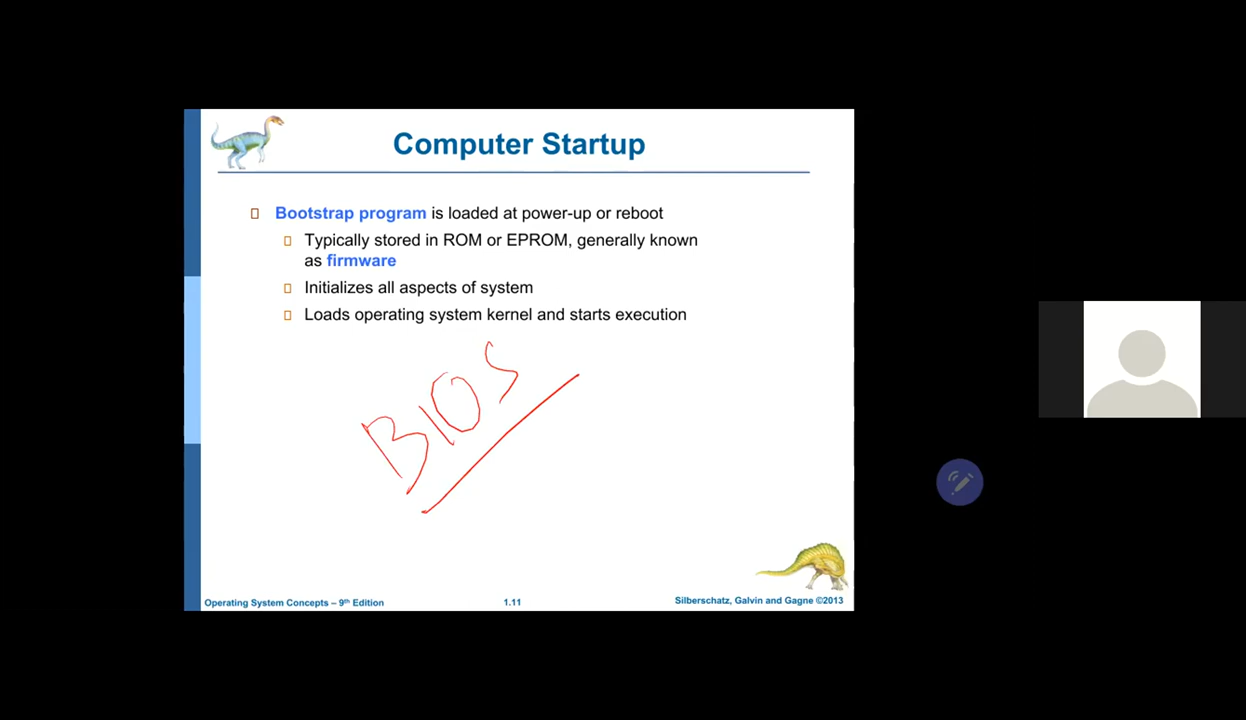 Computer Startup
Bootstrap program is loaded at power-up or reboot
Typically stored in ROM or EPROM, generally known
as firmware
Initializes all aspects of system
Loads operating system kernel and starts execution
BIOS
Operating System Concepts – 9th Edition
1.11
Silberschatz, Galvin and Gagne ©2013